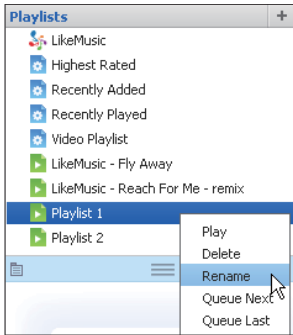 Playlists +
LikeMusic
Highest Rated
Recently Added
Recently Played
Video Playlist
LikeMusic - Fly Away
LikeMusic - Reach For Me - remix
Playlist 1
Playlist 2
Play
Delete
Rename
Queue Next
Queue Last